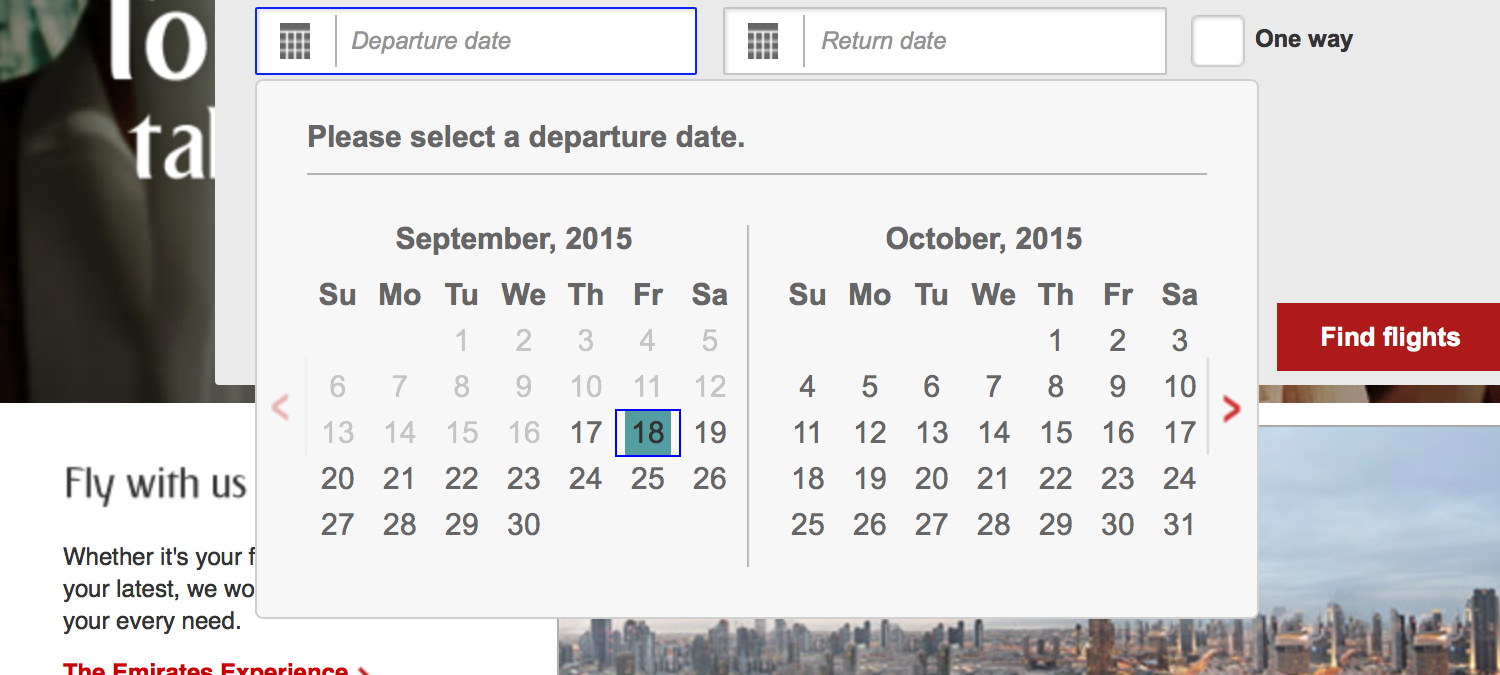 To
Departure date
Return date
One way
Please select a departure date.
September, 2015
Su Mo Tu We Th Fr Sa
1 2 3 4 5
6 7 8 9 10 11 12
13 14 15 16 17 18 19
20 21 22 23 24 25 26
27 28 29 30
October, 2015
Su Mo Tu We Th Fr Sa
1 2 3
4 5 6 7 8 9 10
11 12 13 14 15 16 17
18 19 20 21 22 23 24
25 26 27 28 29 30 31
Find flights
Fly with us
Whether it's your
your latest, we
your every need.
The Emirates Experience